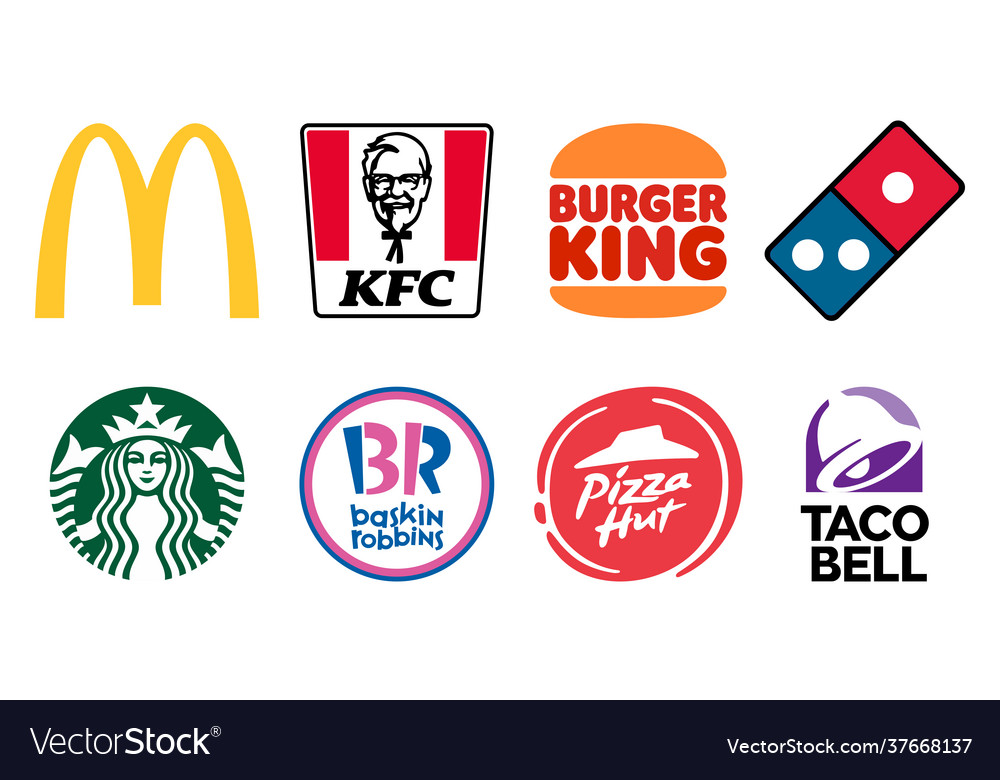 KFC
BURGER
KING
BR
baskin
robbins
Pizza
Hut
TACO
BELL
VectorStock®
VectorStock.com/37668137